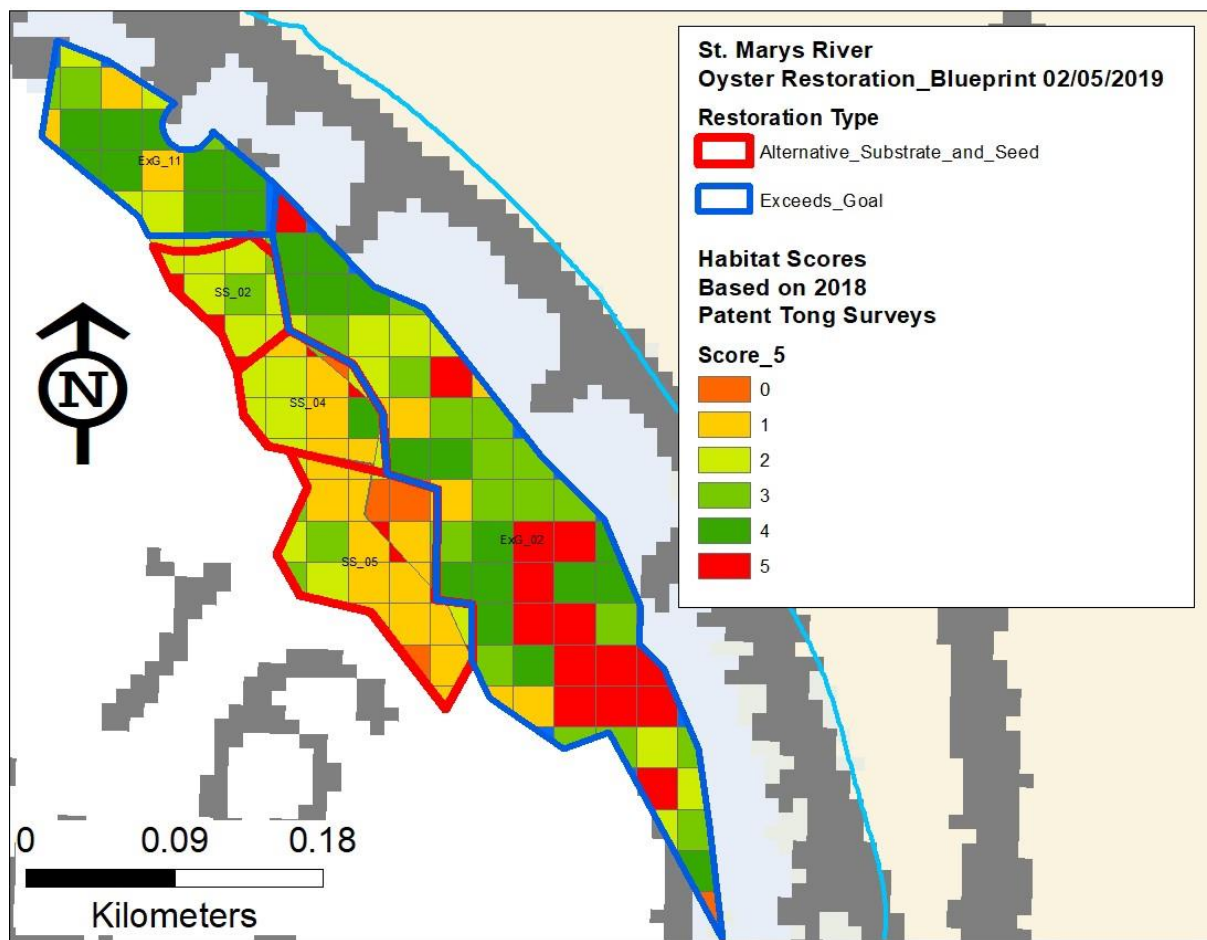 St. Marys River
Oyster Restoration_Blueprint 02/05/2019
Restoration Type
Alternative_Substrate_and_Seed
Exceeds_Goal
Habitat Scores
Based on 2018
Patent Tong Surveys
Score_5
0
1
2
3
4
5
ExG_11
SS_02
N
SS_04
ExG_02
SS_05
0 0.09 0.18
Kilometers